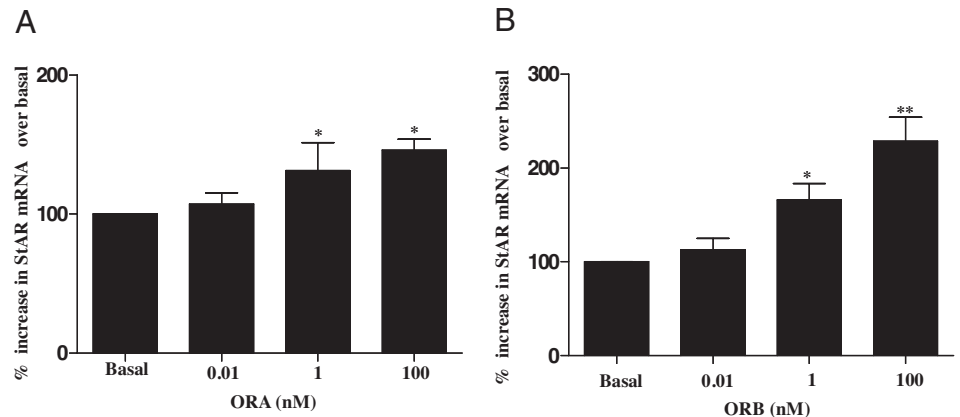 A
% increase in StAR mRNA over basal
200
100
0
*
*
Basal
0.01
1
100
ORA (nM)
B
% increase in StAR mRNA over basal
300
200
100
0
*
**
Basal
0.01
1
100
ORB (nM)